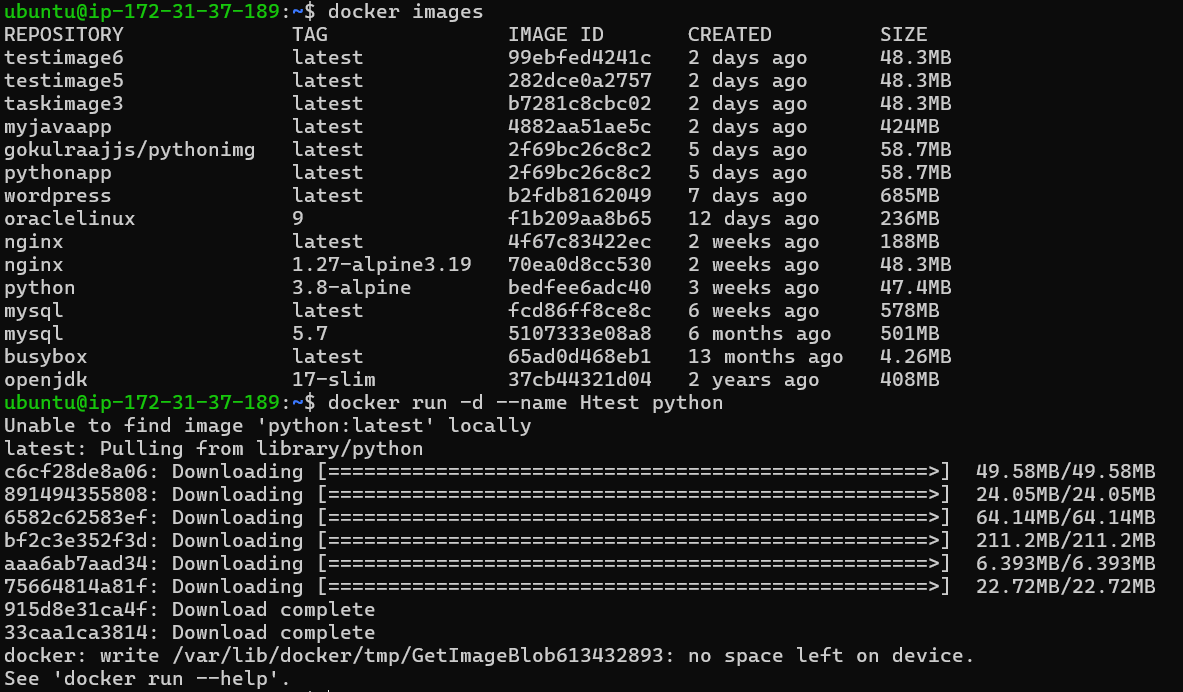 ubuntu@ip-172-31-37-189:~$ docker images
REPOSITORY              TAG               IMAGE ID       CREATED         SIZE
testimage6              latest            99ebfed4241c   2 days ago      48.3MB
testimage5              latest            282dce0a2757   2 days ago      48.3MB
taskimage3              latest            b7281c8cbc02   2 days ago      48.3MB
myjavaapp               latest            4882aa51ae5c   2 days ago      424MB
gokulraajjs/pythonimg   latest            2f69bc26c8c2   5 days ago      58.7MB
pythonapp               latest            2f69bc26c8c2   5 days ago      58.7MB
wordpress               latest            b2fdb8162049   7 days ago      685MB
oraclelinux             9                 f1b209aa8b65   12 days ago     236MB
nginx                   latest            4f67c83422ec   2 weeks ago     188MB
nginx                   1.27-alpine3.19   70ea0d8cc530   2 weeks ago     48.3MB
python                  3.8-alpine        bedfee6adc40   3 weeks ago     47.4MB
mysql                   latest            fcd86ff8ce8c   6 weeks ago     578MB
mysql                   5.7               5107333e08a8   6 months ago    501MB
busybox                 latest            65ad0d468eb1   13 months ago   4.26MB
openjdk                 17-slim           37cb44321d04   2 years ago     408MB
ubuntu@ip-172-31-37-189:~$ docker run -d --name Htest python
Unable to find image 'python:latest' locally
latest: Pulling from library/python
c6cf28de8a06: Downloading [==================================================>]  49.58MB/49.58MB
891494355808: Downloading [==================================================>]  24.05MB/24.05MB
6582c62583ef: Downloading [==================================================>]  64.14MB/64.14MB
bf2c3e352f3d: Downloading [==================================================>]  211.2MB/211.2MB
aaa6ab7aad34: Downloading [==================================================>]  6.393MB/6.393MB
75664814a81f: Downloading [==================================================>]  22.72MB/22.72MB
915d8e31ca4f: Download complete
33caa1ca3814: Download complete
docker: write /var/lib/docker/tmp/GetImageBlob613432893: no space left on device.
See 'docker run --help'.